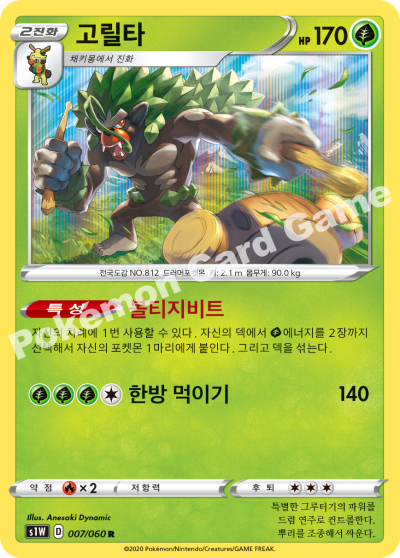 2진화
고릴타
HP 170
채키몽에서 진화
전국도감 NO.812 드러머포켓몬 키: 2.1 m 몸무게: 90.0 kg
특성 볼티지비트
자신의 차례에 1번 사용할 수 있다. 자신의 덱에서 에너지를 2장까지
선택해서 자신의 포켓몬 1마리에게 붙인다. 그리고 덱을 섞는다.
한방 먹이기 140
약점 ×2 저항력 후퇴
Illus. Anesaki Dynamic
s1W D 007/060 R
특별한 그루터기의 파워를
드럼 연주로 컨트롤한다.
뿌리를 조종해서 싸운다.
©2020 Pokémon/Nintendo/Creatures/GAME FREAK.
Pokémon Card Game